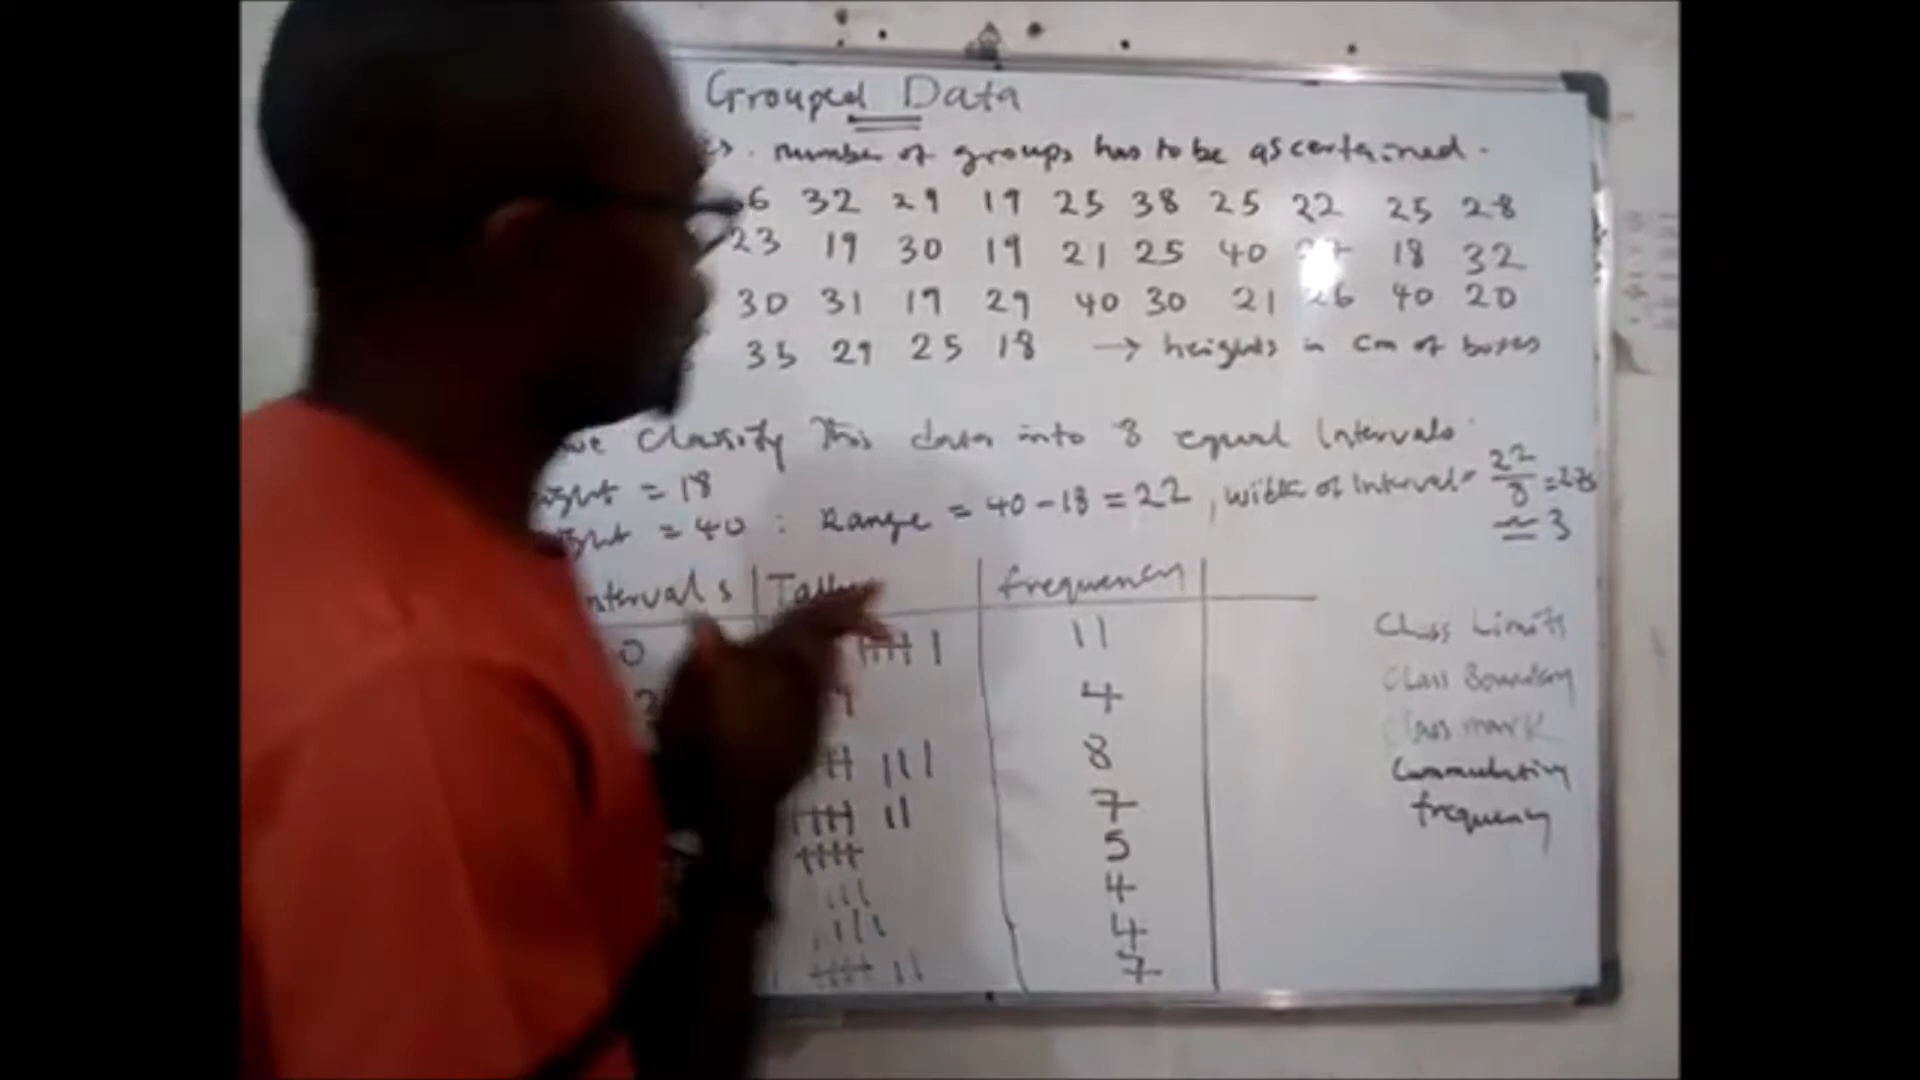 Grouped Data
number of groups has to be ascertained.
6 32 29 19 25 38 25 22 25 28
23 19 30 19 21 25 40 18 32
30 31 19 29 40 30 21 26 40 20
35 29 25 18 → heights in cm of boxes
we classify this data into 8 equal Intervals
= 18
= 40 : Range = 40 - 18 = 22, width of Interval = 22/8 = 2.75
≃ 3
ntervals Tally frequency
0 |||| | 11
4
|||| ||| 8
|||| || 7
|||| 5
||| 4
|||| 4
|||| || 7
Class Limits
Class Boundary
Class mark
Cummulative
frequency